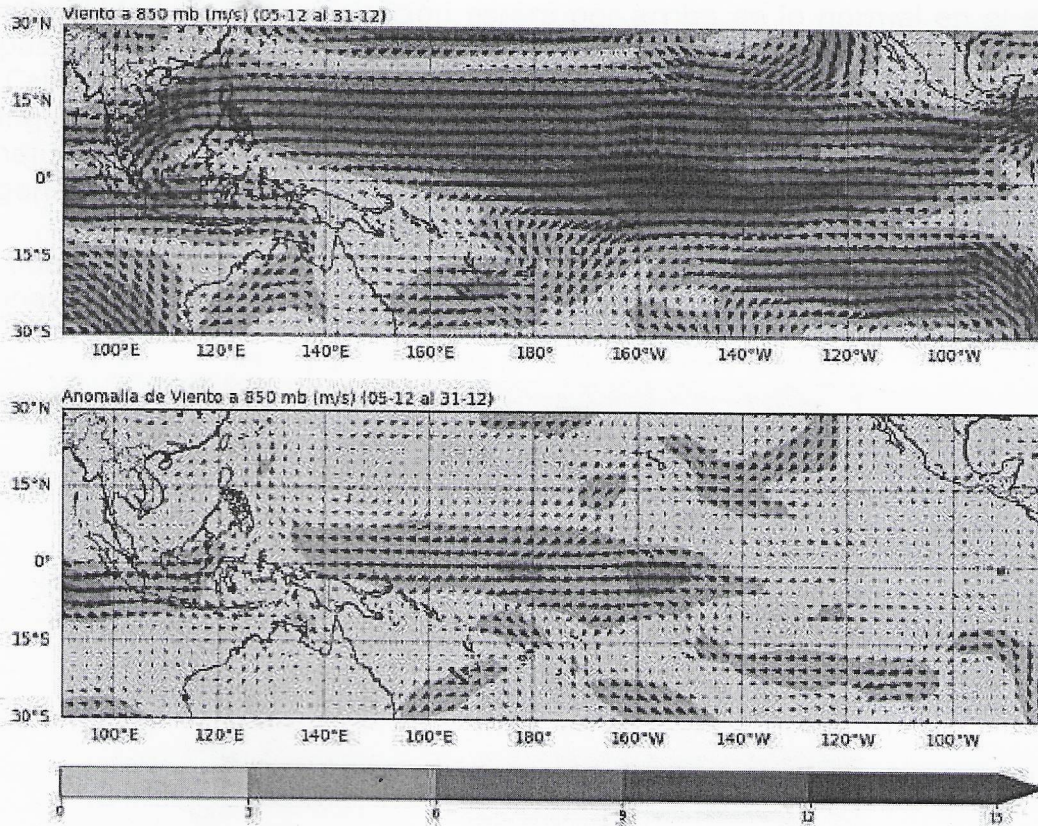 Viento a 850 mb (m/s) (05-12 al 31-12)
30°N
15°N
0°
15°S
30°S
100°E 120°E 140°E 160°E 180° 160°W 140°W 120°W 100°W
Anomalía de Viento a 850 mb (m/s) (05-12 al 31-12)
30°N
15°N
0°
15°S
30°S
100°E 120°E 140°E 160°E 180° 160°W 140°W 120°W 100°W
0 3 6 9 12 15